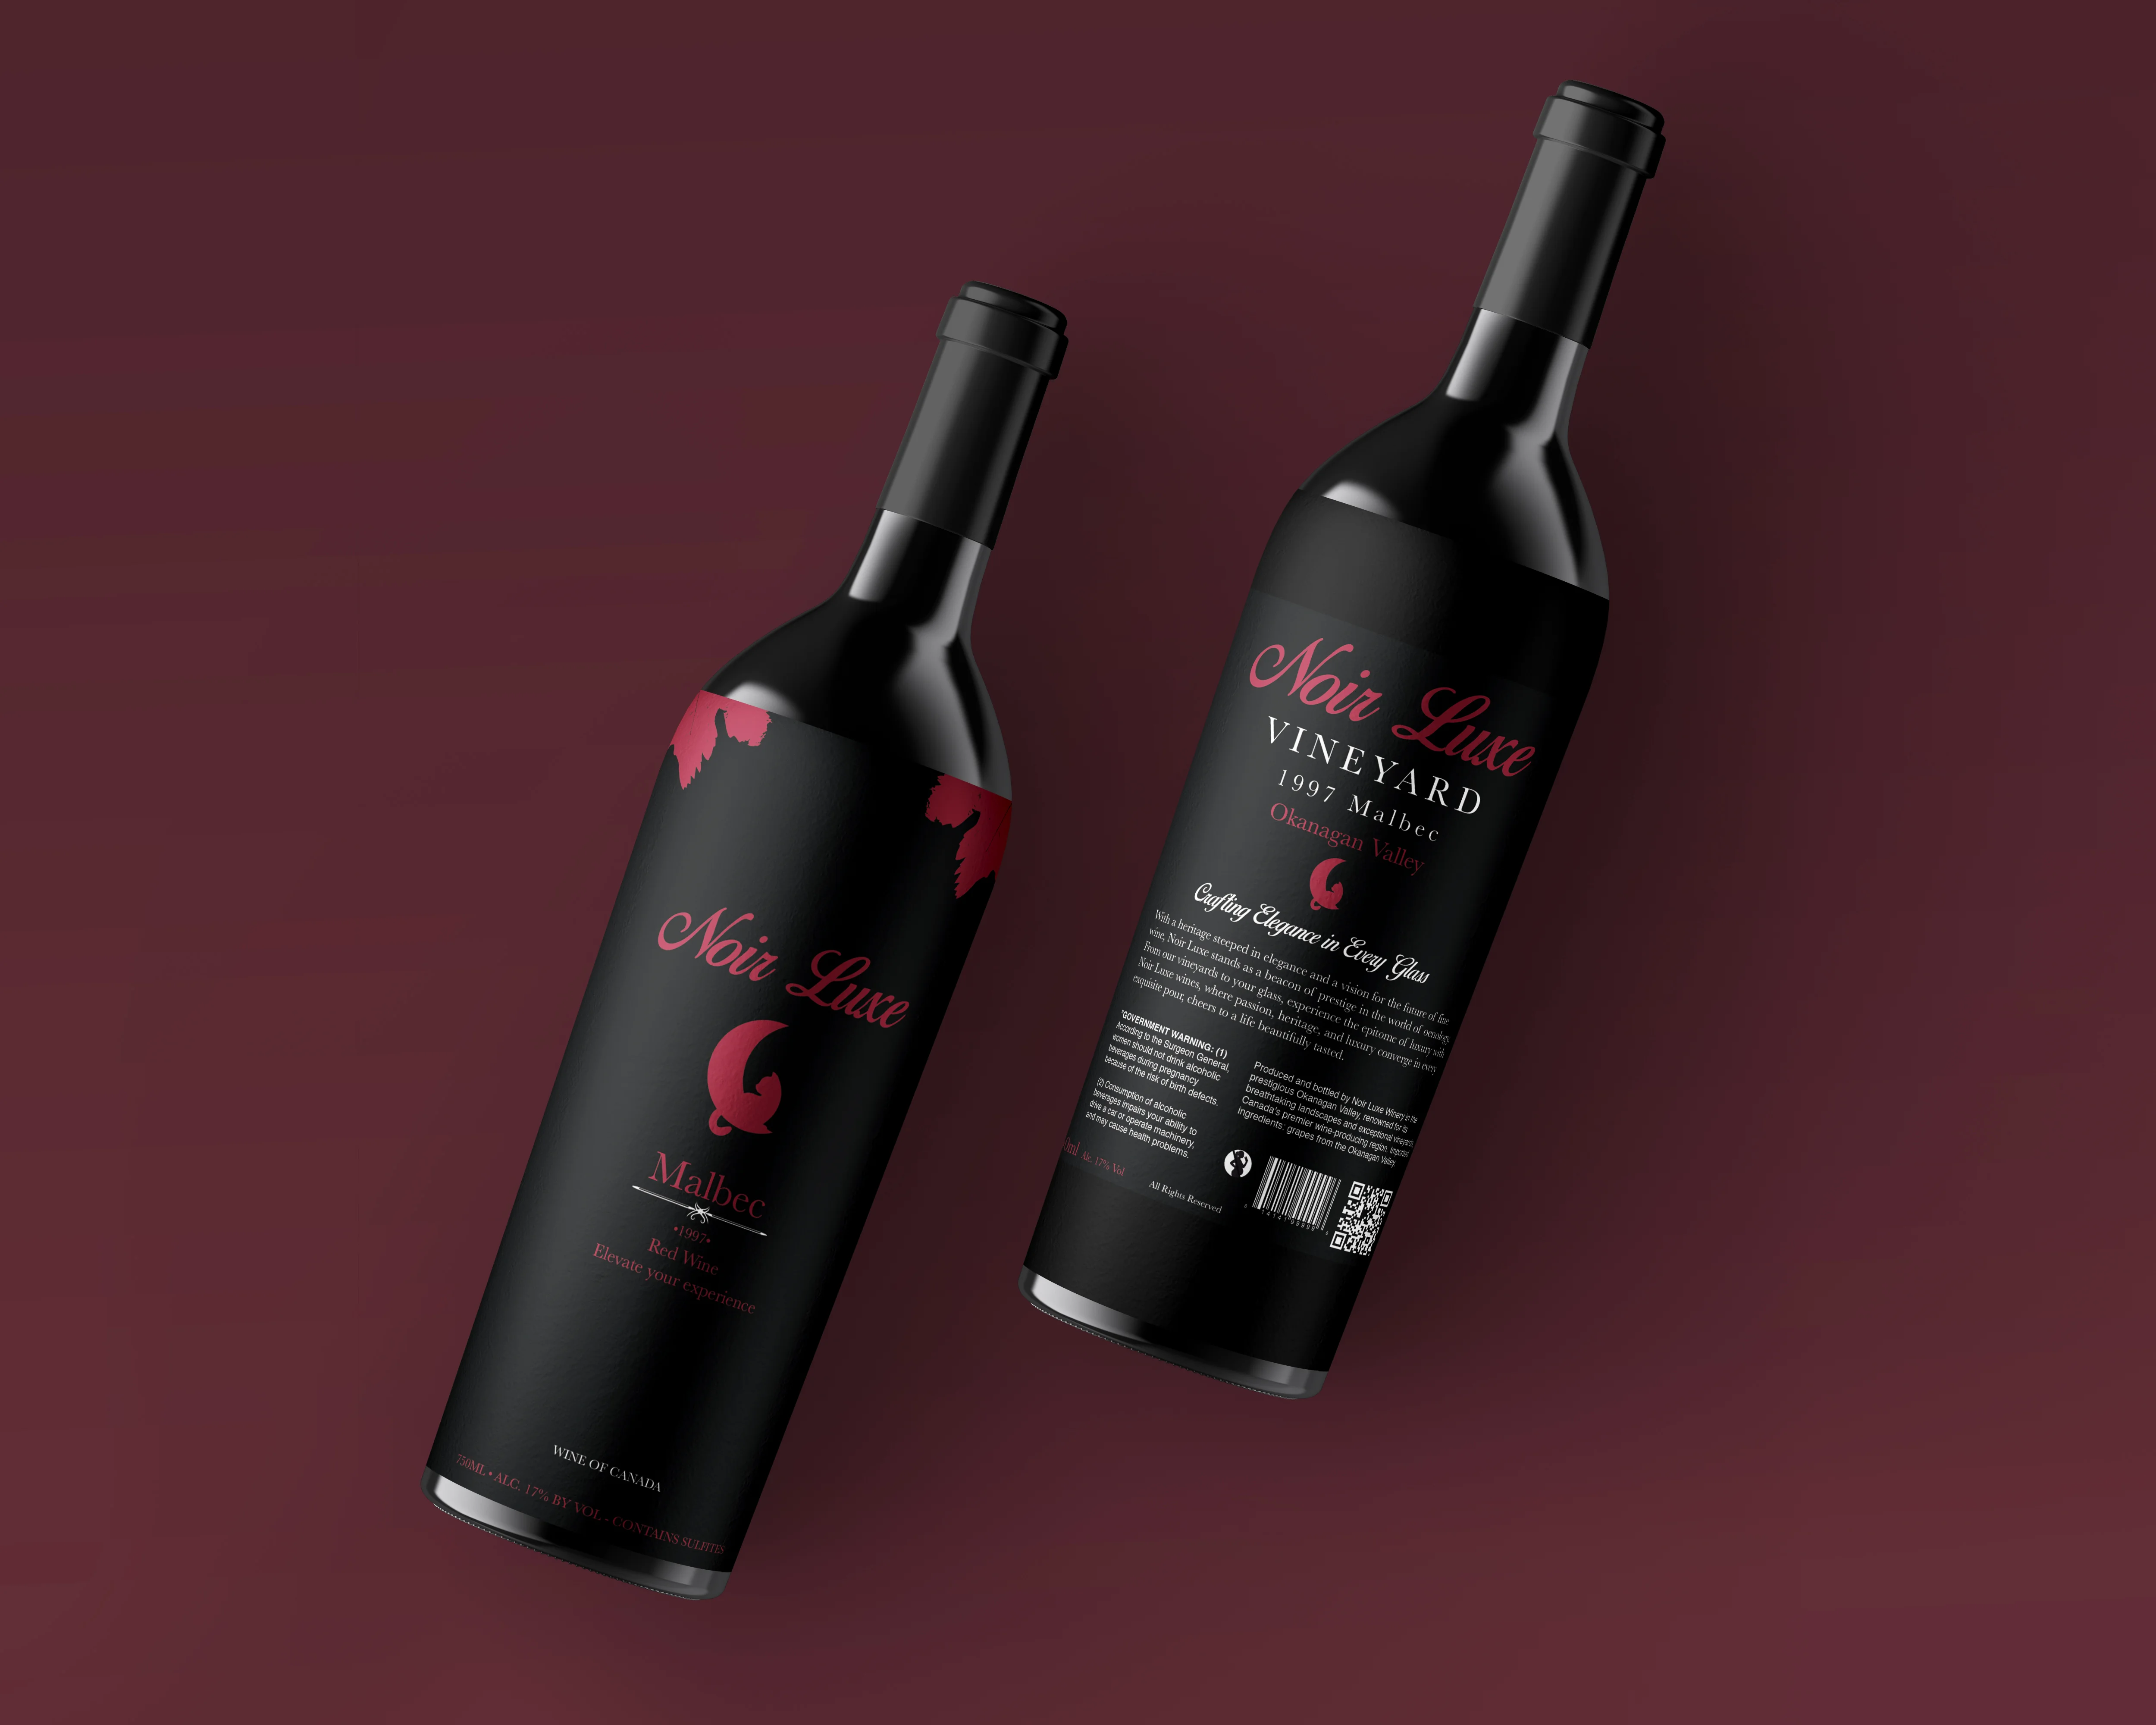 Noir Luxe
Malbec
•1997•
Red Wine
Elevate your experience
WINE OF CANADA
750ML • ALC. 17% BY VOL - CONTAINS SULFITES
Noir Luxe
VINEYARD
1997 Malbec
Okanagan Valley
Crafting Elegance in Every Glass
With a heritage steeped in elegance and a vision for the future of fine
wine, Noir Luxe stands as a beacon of prestige in the world of oenology.
From our vineyards to your glass, experience the epitome of luxury with
Noir Luxe wines, where passion, heritage, and luxury converge in every
exquisite pour, cheers to a life beautifully tasted.
"GOVERNMENT WARNING: (1)
According to the Surgeon General,
women should not drink alcoholic
beverages during pregnancy
because of the risk of birth defects.
(2) Consumption of alcoholic
beverages impairs your ability to
drive a car or operate machinery,
and may cause health problems.
Produced and bottled by Noir Luxe Winery in the
prestigious Okanagan Valley, renowned for its
breathtaking landscapes and exceptional vineyards.
Canada's premier wine-producing region. Imported
Ingredients: grapes from the Okanagan Valley.
0ml Alc. 17% Vol
All Rights Reserved